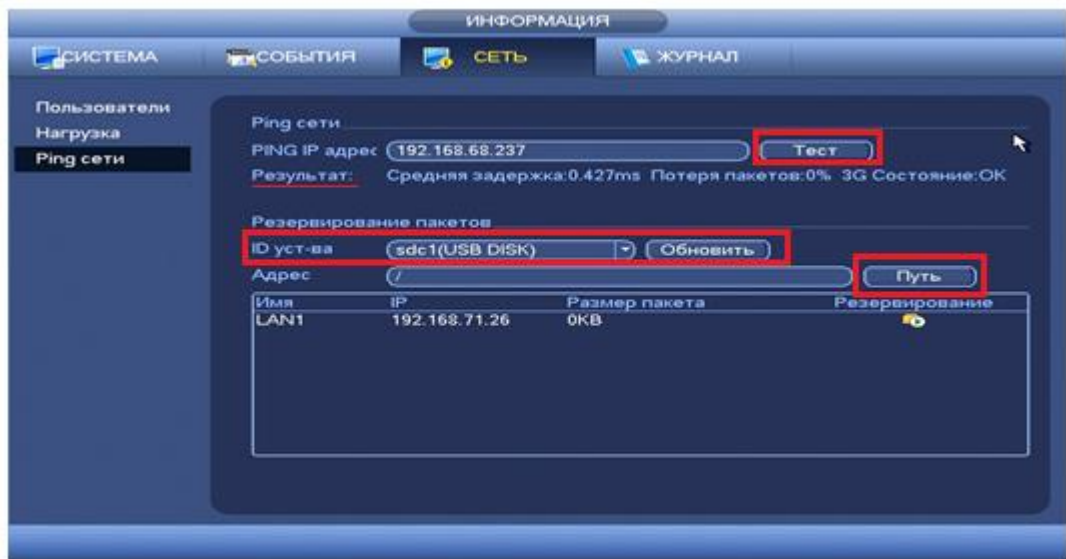 ИНФОРМАЦИЯ
СИСТЕМА СОБЫТИЯ СЕТЬ ЖУРНАЛ
Пользователи
Нагрузка
Ping сети
Ping сети
PING IP адрес 192.168.68.237 Тест
Результат: Средняя задержка:0.427ms Потеря пакетов:0% 3G Состояние:OK
Резервирование пакетов
ID уст-ва sdc1(USB DISK) Обновить
Адрес / Путь
Имя IP Размер пакета Резервирование
LAN1 192.168.71.26 0KB